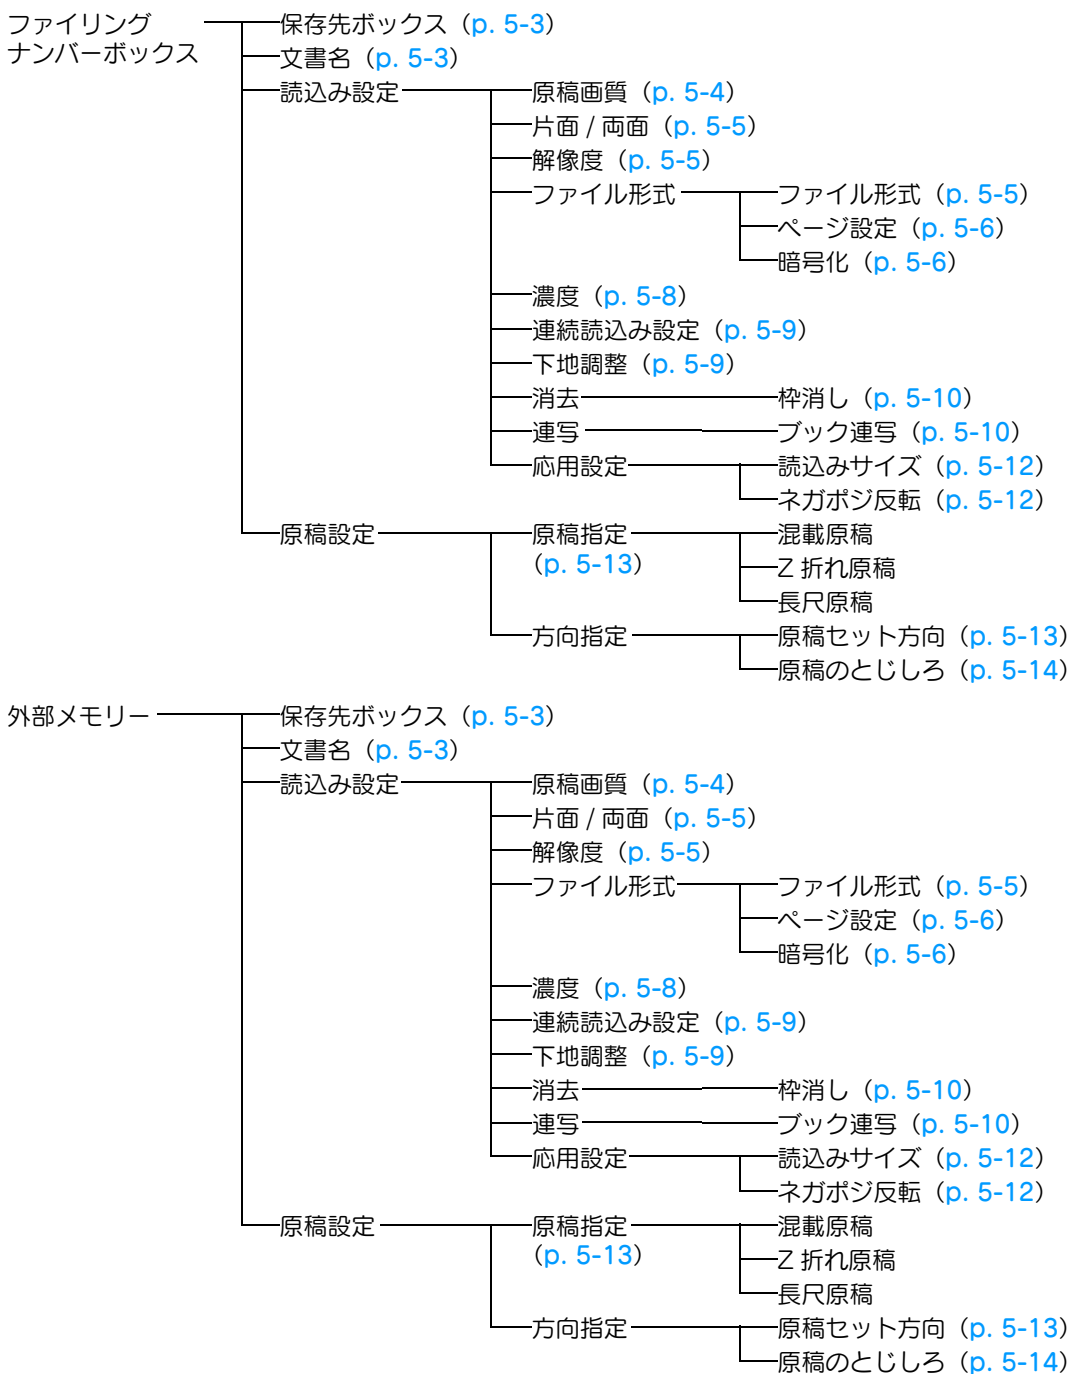 ファイリング
ナンバーボックス
保存先ボックス（p. 5-3）
文書名（p. 5-3）
読込み設定
原稿画質（p. 5-4）
片面 / 両面（p. 5-5）
解像度（p. 5-5）
ファイル形式
ファイル形式（p. 5-5）
ページ設定（p. 5-6）
暗号化（p. 5-6）
濃度（p. 5-8）
連続読込み設定（p. 5-9）
下地調整（p. 5-9）
消去
枠消し（p. 5-10）
連写
ブック連写（p. 5-10）
応用設定
読込みサイズ（p. 5-12）
ネガポジ反転（p. 5-12）
原稿設定
原稿指定
（p. 5-13）
混載原稿
Z 折れ原稿
長尺原稿
方向指定
原稿セット方向（p. 5-13）
原稿のとじしろ（p. 5-14）
外部メモリー
保存先ボックス（p. 5-3）
文書名（p. 5-3）
読込み設定
原稿画質（p. 5-4）
片面 / 両面（p. 5-5）
解像度（p. 5-5）
ファイル形式
ファイル形式（p. 5-5）
ページ設定（p. 5-6）
暗号化（p. 5-6）
濃度（p. 5-8）
連続読込み設定（p. 5-9）
下地調整（p. 5-9）
消去
枠消し（p. 5-10）
連写
ブック連写（p. 5-10）
応用設定
読込みサイズ（p. 5-12）
ネガポジ反転（p. 5-12）
原稿設定
原稿指定
（p. 5-13）
混載原稿
Z 折れ原稿
長尺原稿
方向指定
原稿セット方向（p. 5-13）
原稿のとじしろ（p. 5-14）